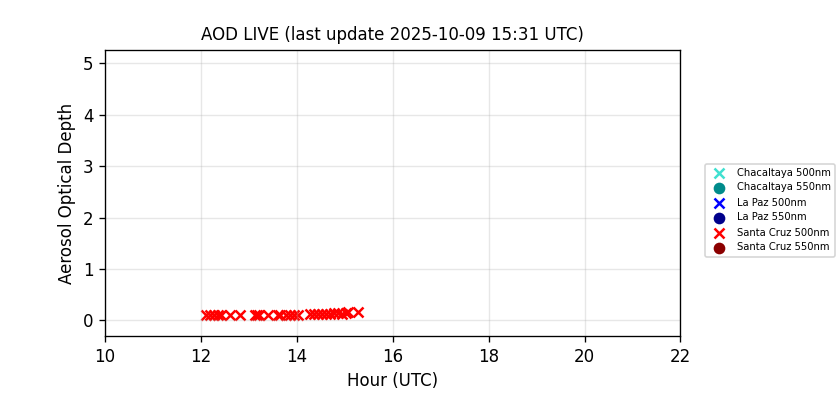 AOD LIVE (last update 2025-10-09 15:31 UTC)
Aerosol Optical Depth
5
4
3
2
1
0
10 12 14 16 18 20 22
Hour (UTC)
Chacaltaya 500nm
Chacaltaya 550nm
La Paz 500nm
La Paz 550nm
Santa Cruz 500nm
Santa Cruz 550nm